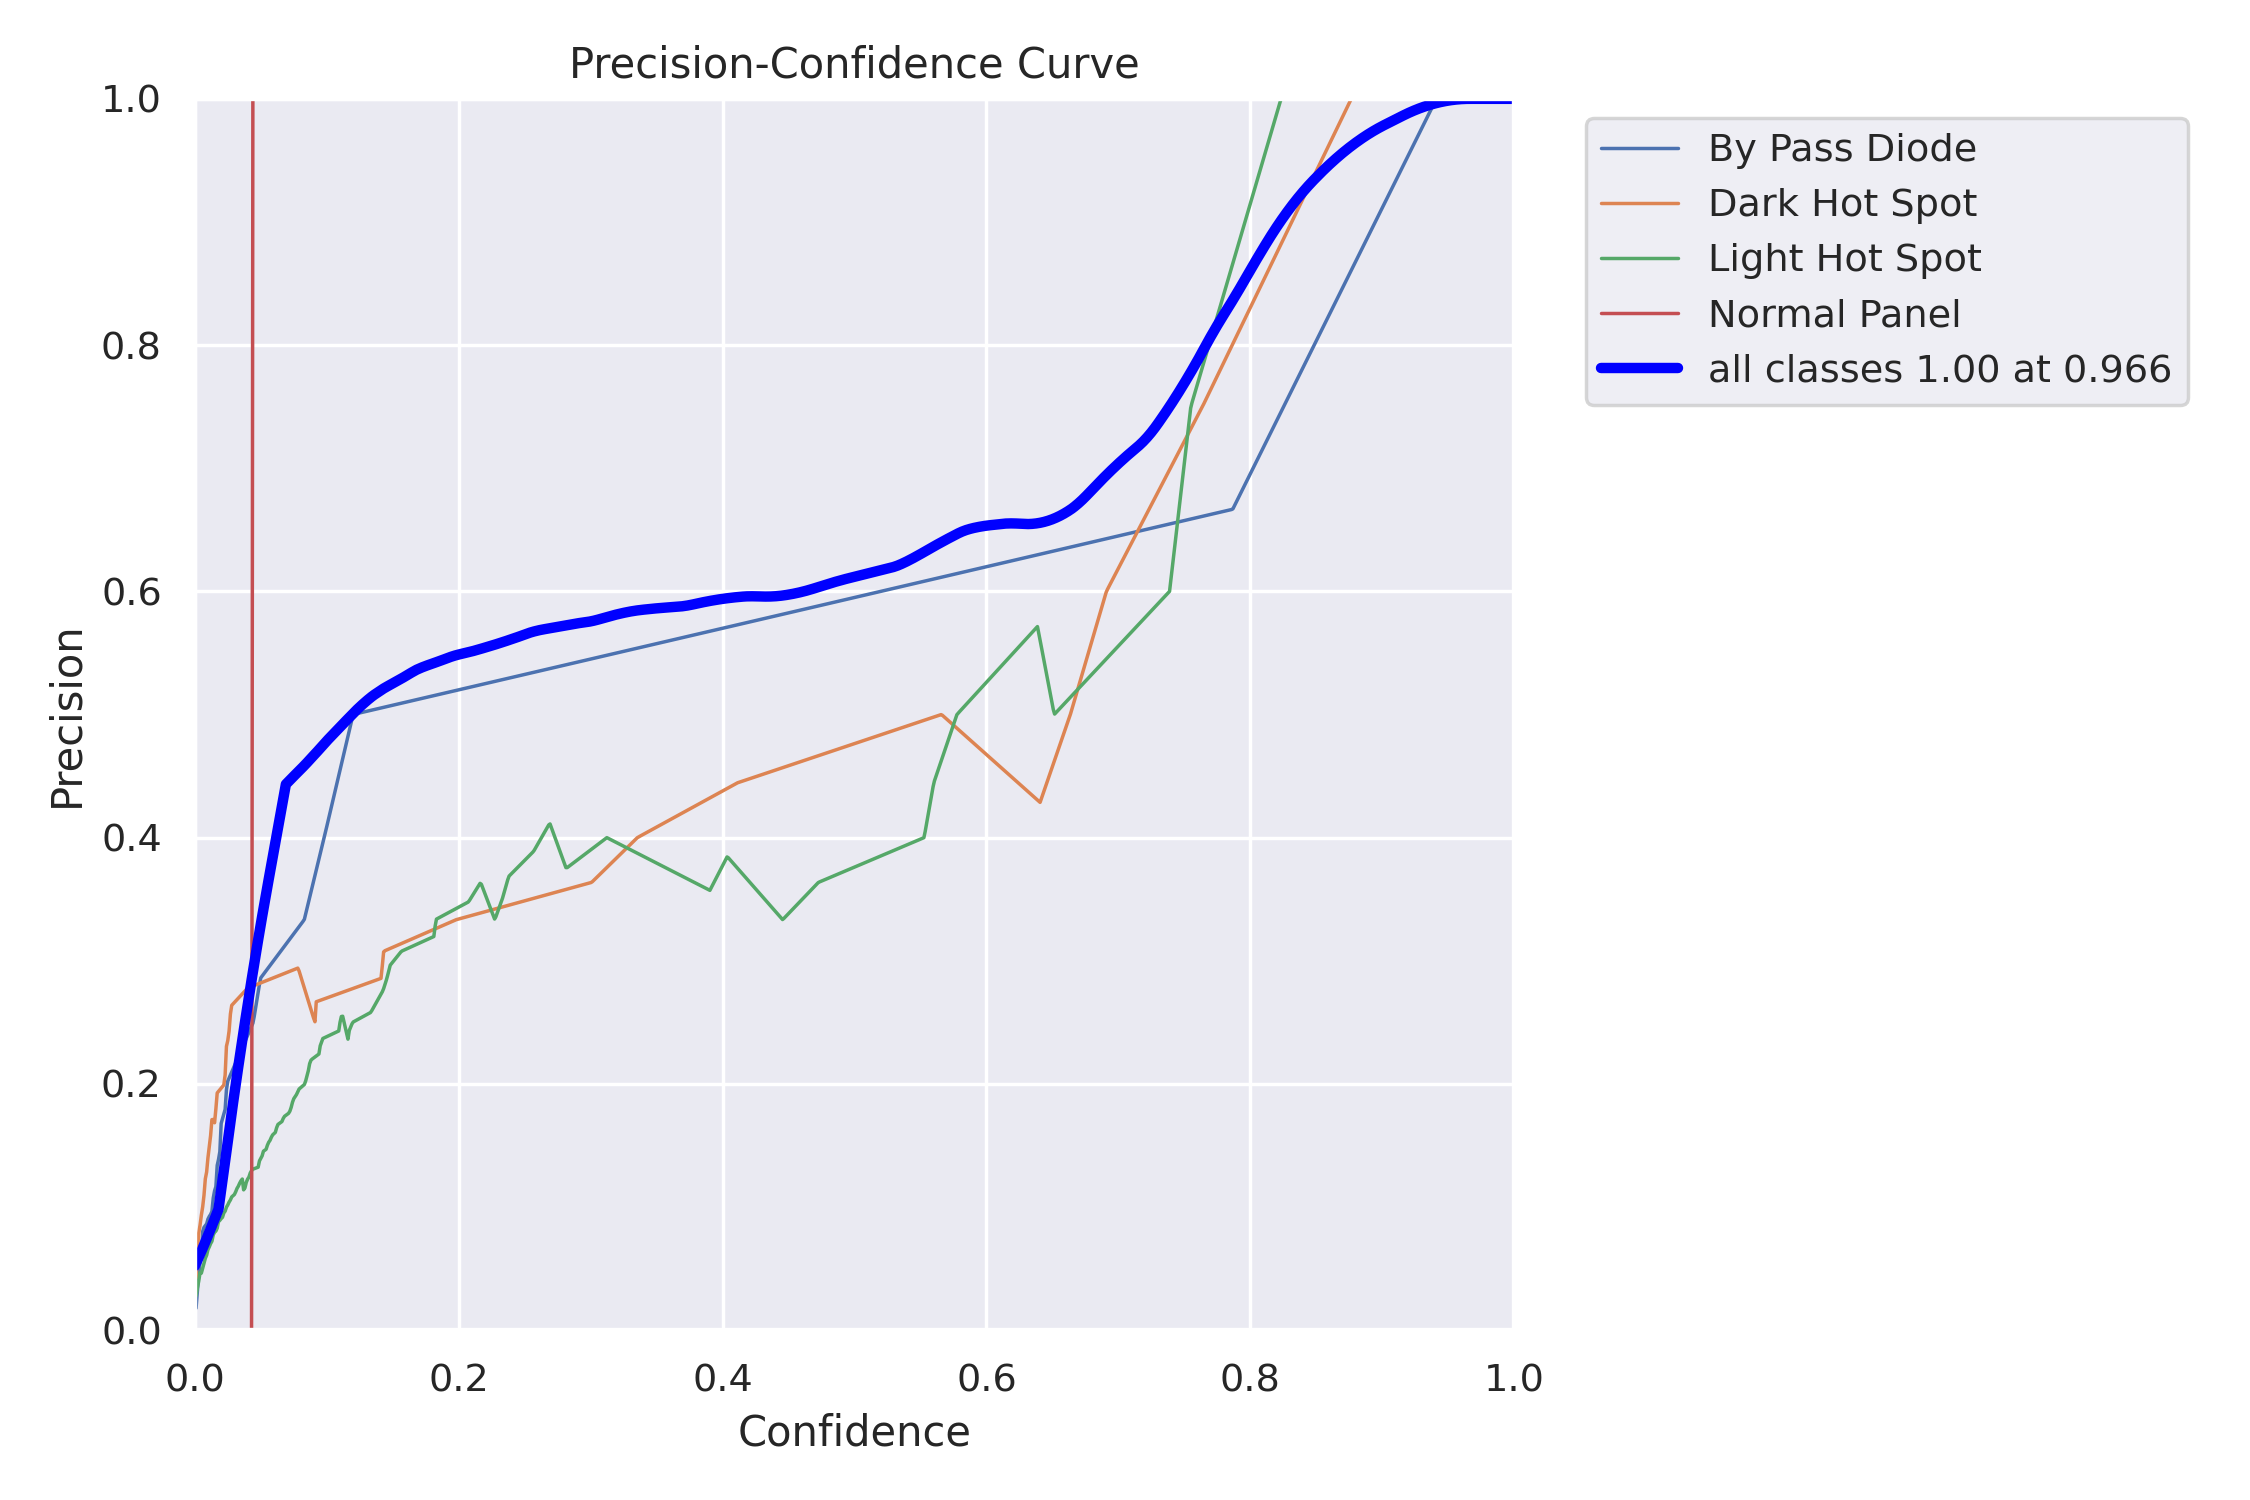 Precision-Confidence Curve
1.0
0.8
0.6
0.4
0.2
0.0
Precision
0.0 0.2 0.4 0.6 0.8 1.0
Confidence
By Pass Diode
Dark Hot Spot
Light Hot Spot
Normal Panel
all classes 1.00 at 0.966